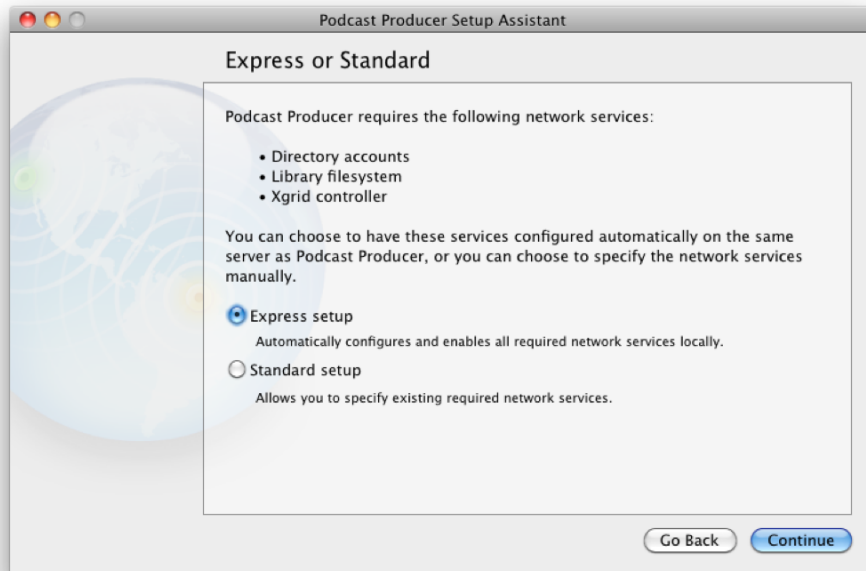 Podcast Producer Setup Assistant
Express or Standard
Podcast Producer requires the following network services:
• Directory accounts
• Library filesystem
• Xgrid controller
You can choose to have these services configured automatically on the same
server as Podcast Producer, or you can choose to specify the network services
manually.
Express setup
Automatically configures and enables all required network services locally.
Standard setup
Allows you to specify existing required network services.
Go Back
Continue